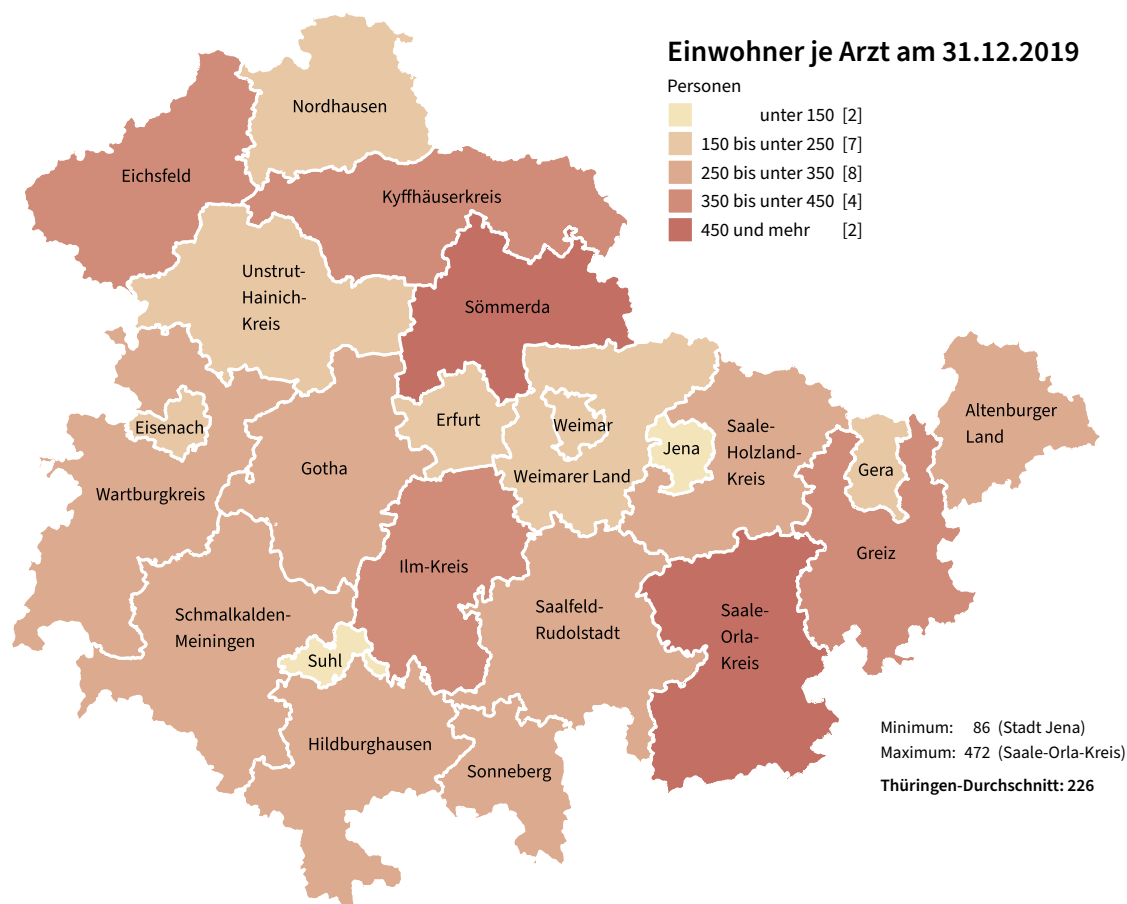 Einwohner je Arzt am 31.12.2019
Personen
unter 150 [2]
150 bis unter 250 [7]
250 bis unter 350 [8]
350 bis unter 450 [4]
450 und mehr [2]
Nordhausen
Eichsfeld
Kyffhäuserkreis
Unstrut-
Hainich-
Kreis
Sömmerda
Eisenach
Erfurt
Weimar
Jena
Saale-
Holzland-
Kreis
Altenburger
Land
Gotha
Weimarer Land
Gera
Wartburgkreis
Ilm-Kreis
Greiz
Schmalkalden-
Meiningen
Saalfeld-
Rudolstadt
Saale-
Orla-
Kreis
Suhl
Hildburghausen
Sonneberg
Minimum: 86 (Stadt Jena)
Maximum: 472 (Saale-Orla-Kreis)
Thüringen-Durchschnitt: 226